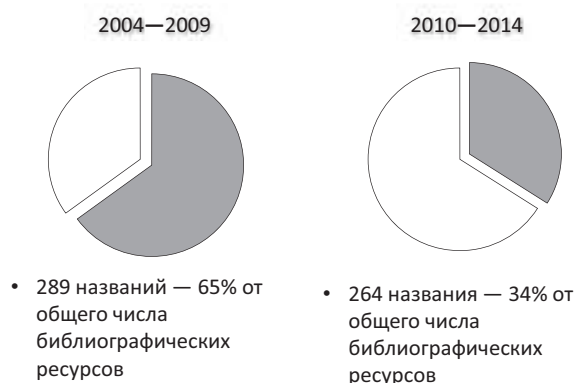 2004—2009
2010—2014
• 289 названий — 65% от
общего числа
библиографических
ресурсов
• 264 названия — 34% от
общего числа
библиографических
ресурсов